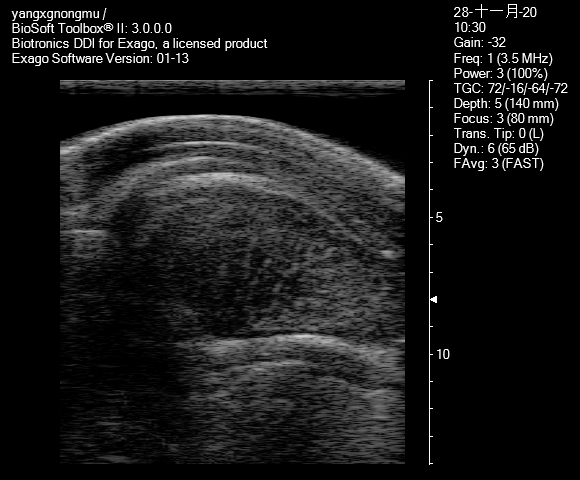 yangxgnongmu /
BioSoft Toolbox® II: 3.0.0.0
Biotronics DDI for Exago, a licensed product
Exago Software Version: 01-13
28-十一月-20
10:30
Gain: -32
Freq: 1 (3.5 MHz)
Power: 3 (100%)
TGC: 72/-16/-64/-72
Depth: 5 (140 mm)
Focus: 3 (80 mm)
Trans. Tip: 0 (L)
Dyn.: 6 (65 dB)
FAvg: 3 (FAST)
5
10